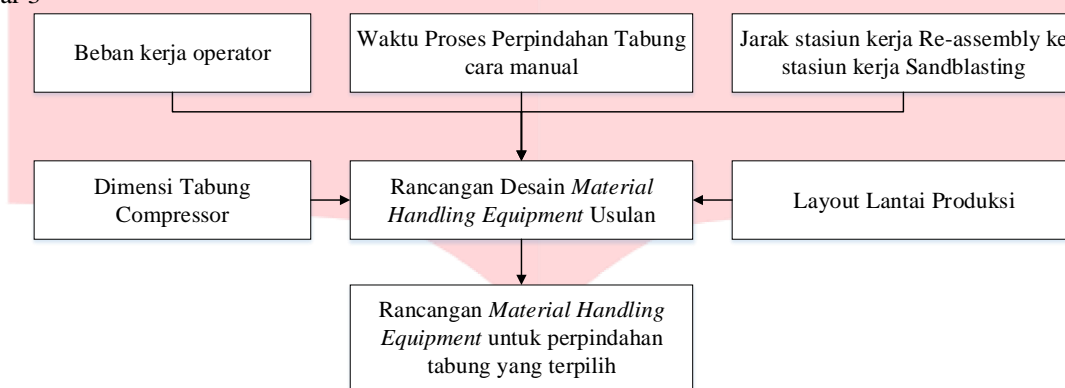 Beban kerja operator
Waktu Proses Perpindahan Tabung
cara manual
Jarak stasiun kerja Re-assembly ke
stasiun kerja Sandblasting
Dimensi Tabung
Compressor
Rancangan Desain Material
Handling Equipment Usulan
Layout Lantai Produksi
Rancangan Material Handling
Equipment untuk perpindahan
tabung yang terpilih